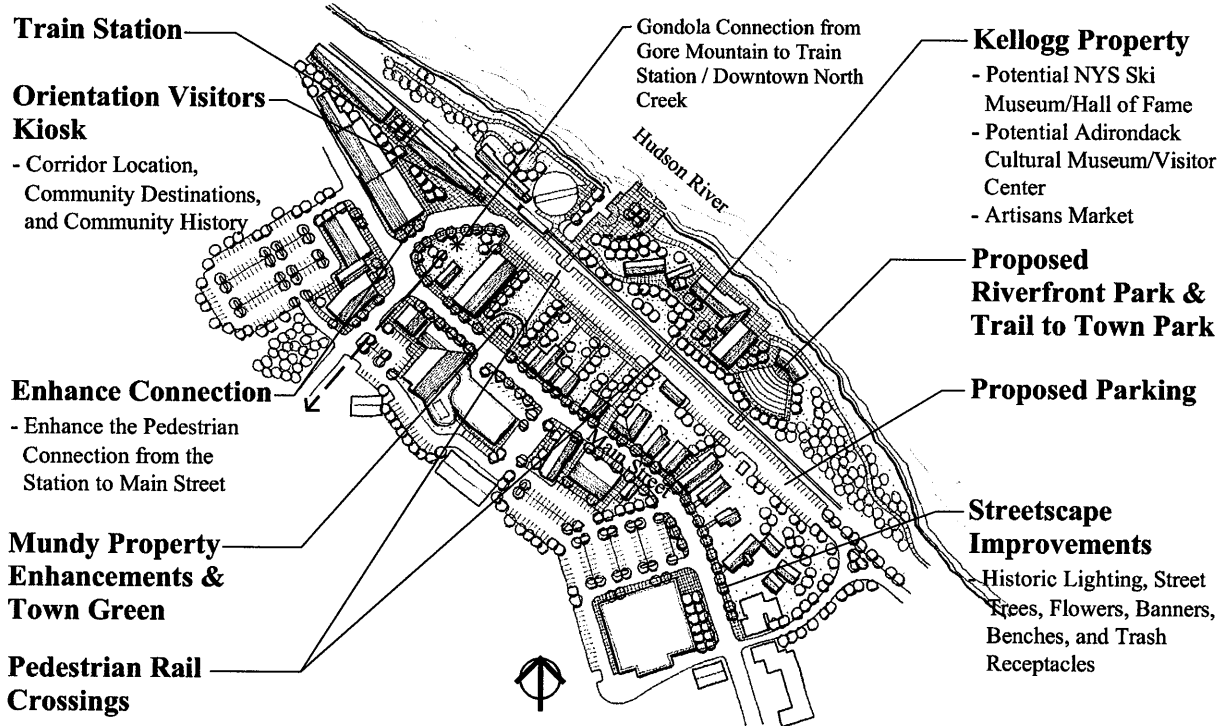 Train Station
Orientation Visitors
Kiosk
- Corridor Location,
Community Destinations,
and Community History
Enhance Connection
- Enhance the Pedestrian
Connection from the
Station to Main Street
Mundy Property
Enhancements &
Town Green
Pedestrian Rail
Crossings
Gondola Connection from
Gore Mountain to Train
Station / Downtown North
Creek
Hudson River
Main Street
Kellogg Property
- Potential NYS Ski
Museum/Hall of Fame
- Potential Adirondack
Cultural Museum/Visitor
Center
- Artisans Market
Proposed
Riverfront Park &
Trail to Town Park
Proposed Parking
Streetscape
Improvements
- Historic Lighting, Street
Trees, Flowers, Banners,
Benches, and Trash
Receptacles